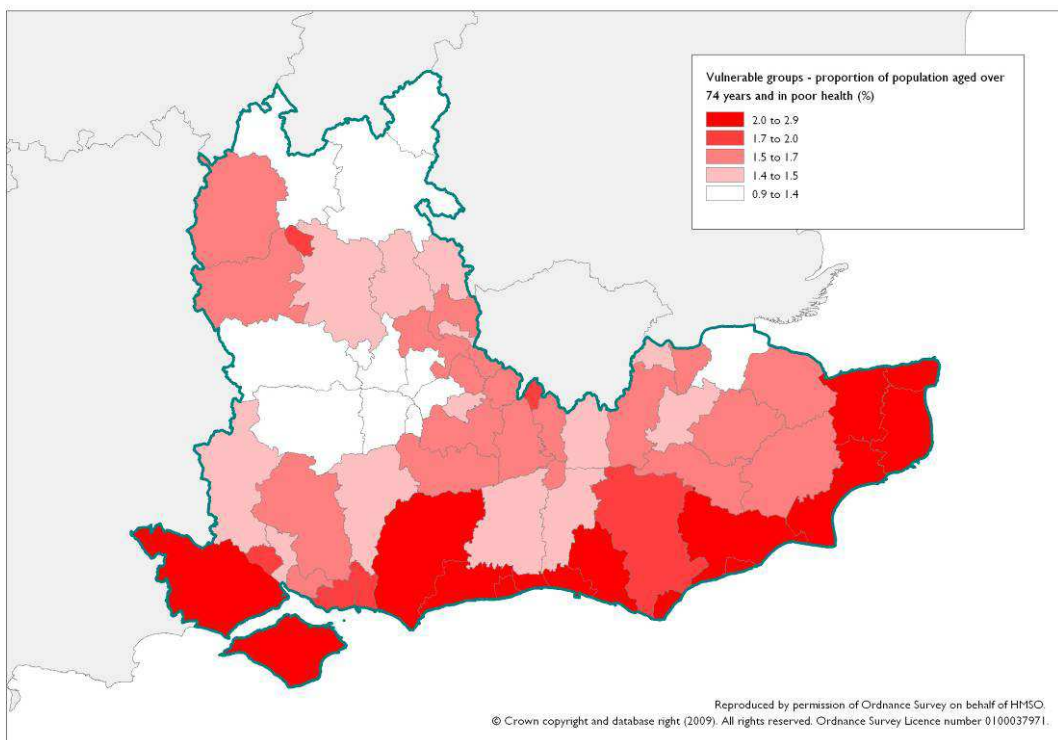 Vulnerable groups - proportion of population aged over
74 years and in poor health (%)
2.0 to 2.9
1.7 to 2.0
1.5 to 1.7
1.4 to 1.5
0.9 to 1.4
Reproduced by permission of Ordnance Survey on behalf of HMSO.
© Crown copyright and database right (2009). All rights reserved. Ordnance Survey Licence number 0100037971.